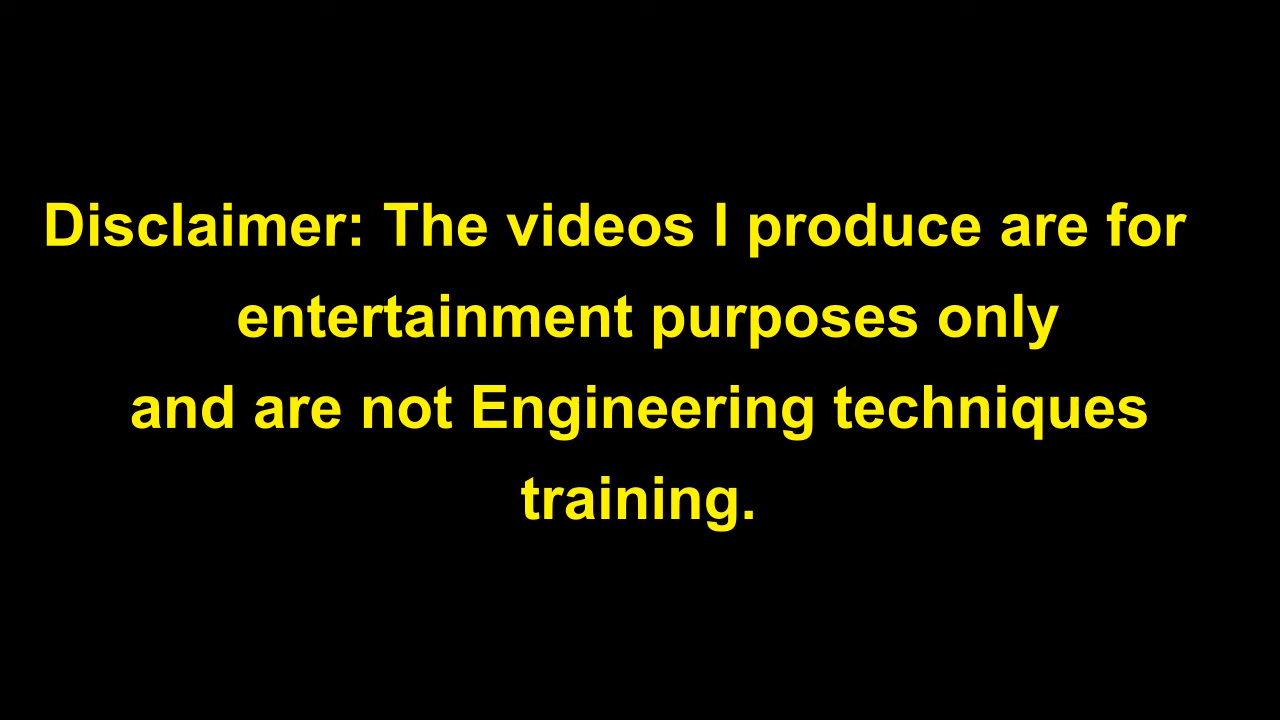 Disclaimer: The videos I produce are for
entertainment purposes only
and are not Engineering techniques
training.